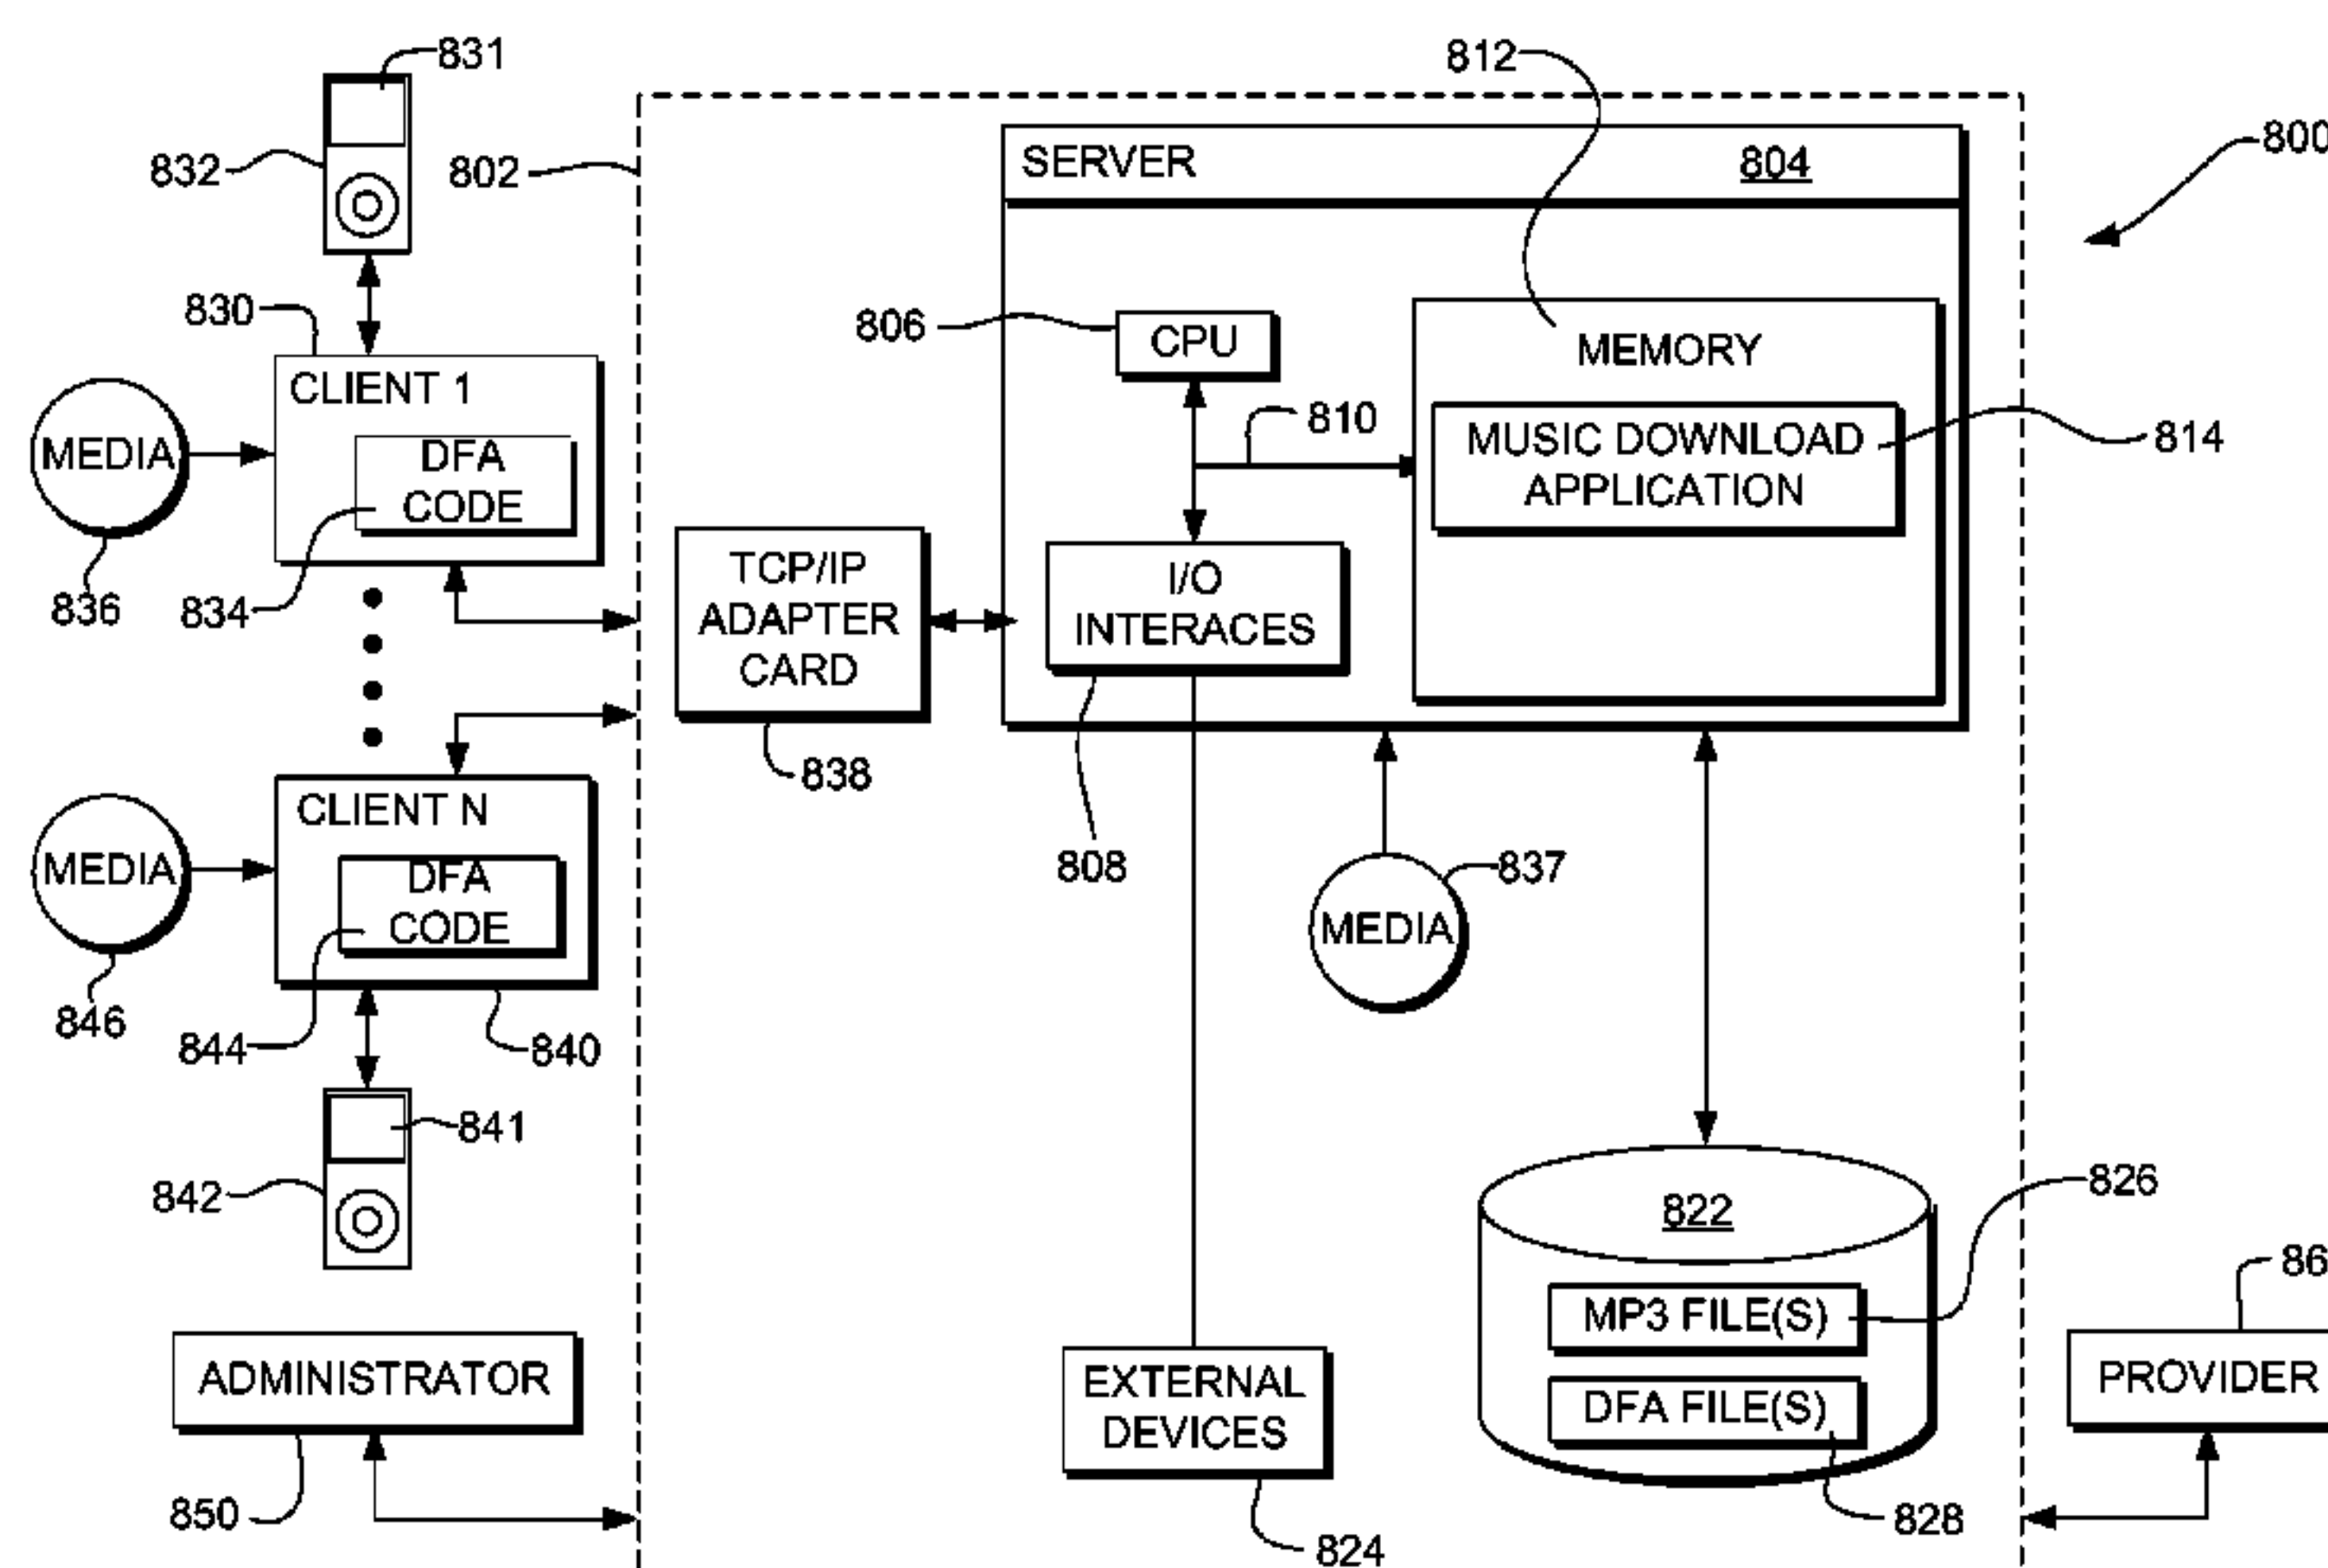 831
832
802
812
800
SERVER
804
830
806
CPU
MEMORY
CLIENT 1
810
MEDIA
DFA
CODE
MUSIC DOWNLOAD
APPLICATION
814
836
834
TCP/IP
ADAPTER
CARD
I/O
INTERACES
838
808
CLIENT N
MEDIA
DFA
CODE
837
MEDIA
846
844
840
841
842
822
826
MP3 FILE(S)
86
ADMINISTRATOR
EXTERNAL
DEVICES
DFA FILE(S)
PROVIDER
850
824
828